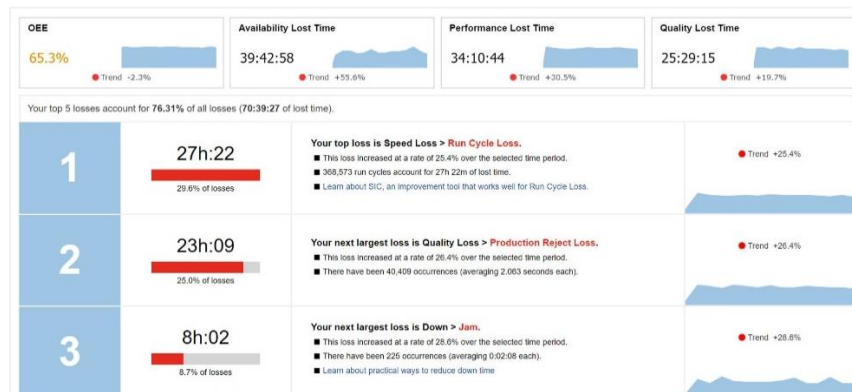 OEE
65.3%
Trend -2.3%
Availability Lost Time
39:42:58
Trend +55.6%
Performance Lost Time
34:10:44
Trend +30.5%
Quality Lost Time
25:29:15
Trend +19.7%
Your top 5 losses account for 76.31% of all losses (70:39:27 of lost time).
1
27h:22
29.6% of losses
Your top loss is Speed Loss > Run Cycle Loss.
This loss increased at a rate of 25.4% over the selected time period.
368,573 run cycles account for 27h 22m of lost time.
Learn about SIC, an improvement tool that works well for Run Cycle Loss.
Trend +25.4%
2
23h:09
25.0% of losses
Your next largest loss is Quality Loss > Production Reject Loss.
This loss increased at a rate of 26.4% over the selected time period.
There have been 40,409 occurrences (averaging 2.063 seconds each).
Trend +26.4%
3
8h:02
8.7% of losses
Your next largest loss is Down > Jam.
This loss increased at a rate of 28.6% over the selected time period.
There have been 225 occurrences (averaging 0:02:08 each).
Learn about practical ways to reduce down time
Trend +28.6%